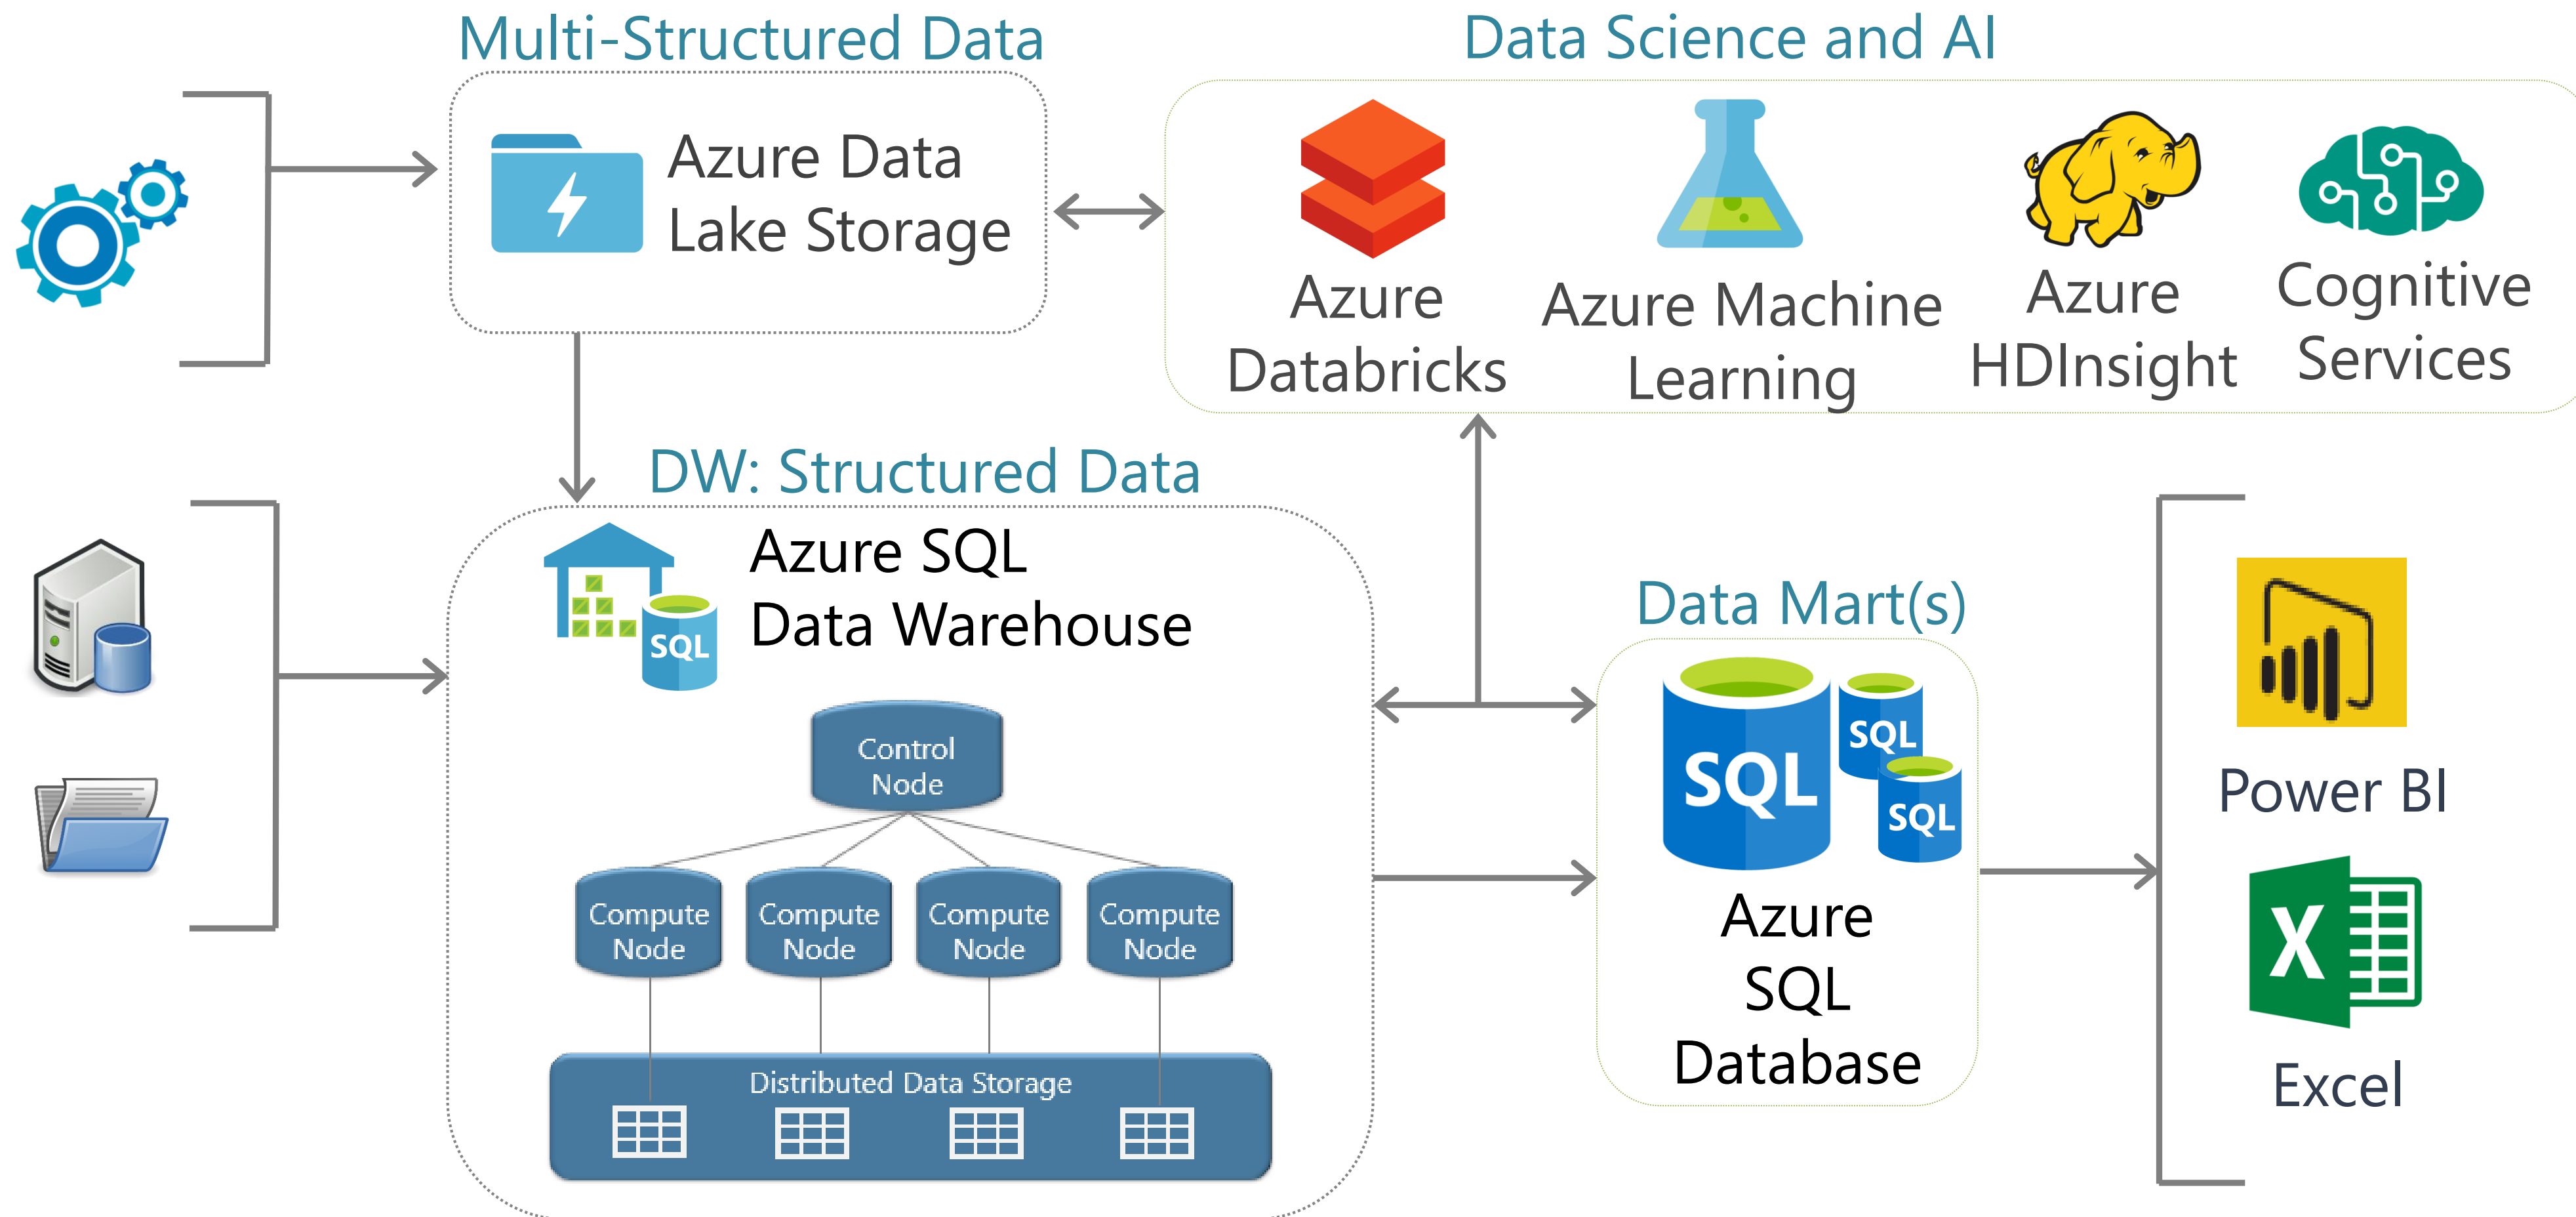 Multi-Structured Data
Data Science and AI
Azure Data
Lake Storage
Azure
Databricks
Azure Machine
Learning
Azure
HDInsight
Cognitive
Services
DW: Structured Data
Azure SQL
Data Warehouse
SQL
Control
Node
Compute
Node
Compute
Node
Compute
Node
Compute
Node
Distributed Data Storage
Data Mart(s)
SQL
SQL
SQL
Azure
SQL
Database
Power BI
X
Excel